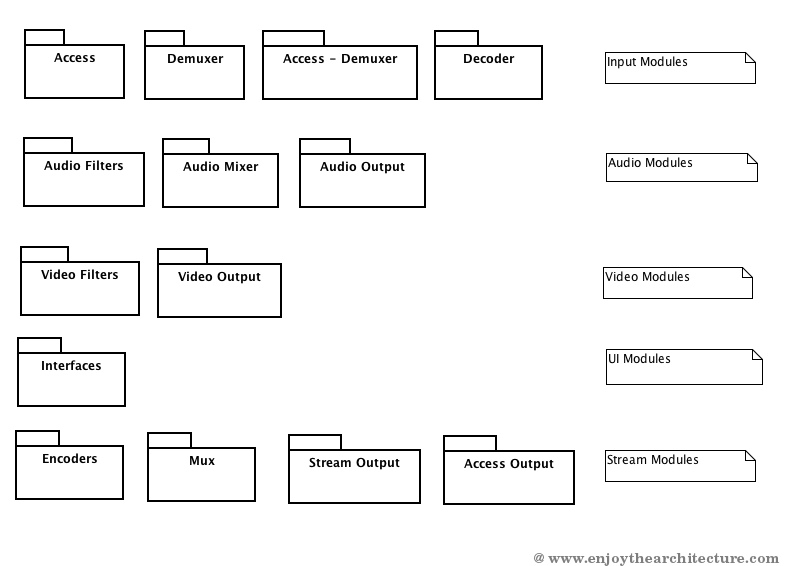 Access
Demuxer
Access - Demuxer
Decoder
Input Modules
Audio Filters
Audio Mixer
Audio Output
Audio Modules
Video Filters
Video Output
Video Modules
Interfaces
UI Modules
Encoders
Mux
Stream Output
Access Output
Stream Modules
@ www.enjoythearchitecture.com